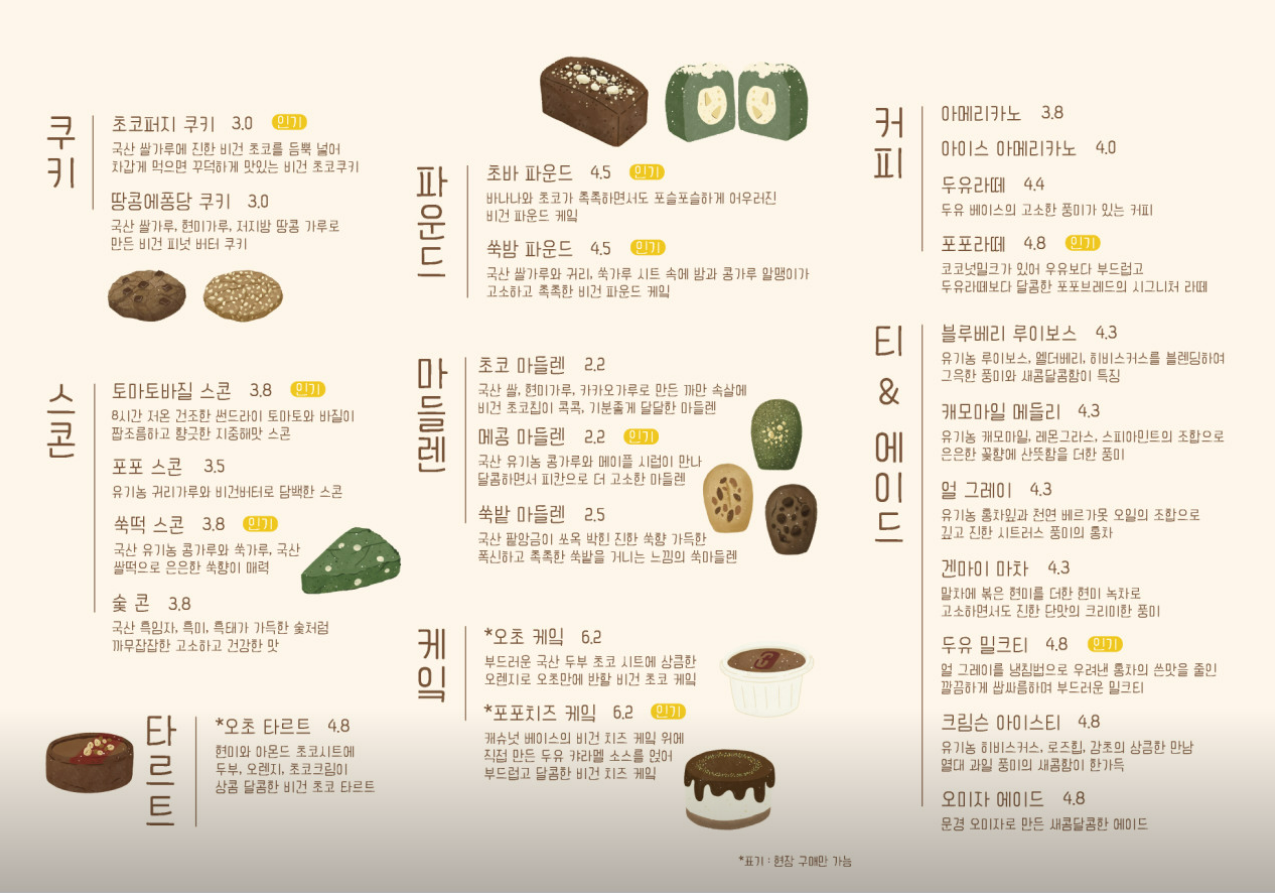 쿠키
초코퍼지 쿠키 3.0 인기
국산 쌀가루에 진한 비건 초코를 듬뿍 넣어
차갑게 먹으면 꾸덕하게 맛있는 비건 초코쿠키
땅콩에퐁당 쿠키 3.0
국산 쌀가루, 현미가루, 저지방 땅콩 가루로
만든 비건 피넛 버터 쿠키
스콘
토마토바질 스콘 3.8 인기
8시간 저온 건조한 썬드라이 토마토와 바질이
짭조름하고 향긋한 지중해맛 스콘
포포 스콘 3.5
유기농 귀리가루와 비건버터로 담백한 스콘
쑥떡 스콘 3.8 인기
국산 유기농 콩가루와 쑥가루, 국산
쌀떡으로 은은한 쑥향이 매력
숯 콘 3.8
국산 흑임자, 흑미, 흑태가 가득한 숯처럼
까무잡잡한 고소하고 건강한 맛
타르트
*오초 타르트 4.8
현미와 아몬드 초코시트에
두부, 오렌지, 초코크림이
상콤 달콤한 비건 초코 타르트
파운드
초바 파운드 4.5 인기
바나나와 초코가 촉촉하면서도 포슬포슬하게 어우러진
비건 파운드 케잌
쑥밤 파운드 4.5 인기
국산 쌀가루와 귀리, 쑥가루 시트 속에 밤과 콩가루 알맹이가
고소하고 촉촉한 비건 파운드 케잌
마들렌
초코 마들렌 2.2
국산 쌀, 현미가루, 카카오가루로 만든 까만 속살에
비건 초코칩이 콕콕, 기분좋게 달달한 마들렌
메콩 마들렌 2.2 인기
국산 유기농 콩가루와 메이플 시럽이 만나
달콤하면서 피칸으로 더 고소한 마들렌
쑥밭 마들렌 2.5
국산 팥앙금이 쏘옥 박힌 진한 쑥향 가득한
폭신하고 촉촉한 쑥밭을 거니는 느낌의 쑥마들렌
케잌
*오초 케잌 6.2
부드러운 국산 두부 초코 시트에 상큼한
오렌지로 오초만에 반할 비건 초코 케잌
*포포치즈 케잌 6.2 인기
캐슈넛 베이스의 비건 치즈 케잌 위에
직접 만든 두유 캬라멜 소스를 얹어
부드럽고 달콤한 비건 치즈 케잌
*표기 : 현장 구매만 가능
커피
아메리카노 3.8
아이스 아메리카노 4.0
두유라떼 4.4
두유 베이스의 고소한 풍미가 있는 커피
포포라떼 4.8 인기
코코넛밀크가 있어 우유보다 부드럽고
두유라떼보다 달콤한 포포브레드의 시그니처 라떼
티 & 에이드
블루베리 루이보스 4.3
유기농 루이보스, 엘더베리, 히비스커스를 블렌딩하여
그윽한 풍미와 새콤달콤함이 특징
캐모마일 메들리 4.3
유기농 캐모마일, 레몬그라스, 스피아민트의 조합으로
은은한 꽃향에 산뜻함을 더한 풍미
얼 그레이 4.3
유기농 홍차잎과 천연 베르가못 오일의 조합으로
깊고 진한 시트러스 풍미의 홍차
겐마이 마차 4.3
말차에 볶은 현미를 더한 현미 녹차로
고소하면서도 진한 단맛의 크리미한 풍미
두유 밀크티 4.8 인기
얼 그레이를 냉침법으로 우려낸 홍차의 쓴맛을 줄인
깔끔하게 쌉싸름하며 부드러운 밀크티
크림슨 아이스티 4.8
유기농 히비스커스, 로즈힙, 감초의 상큼한 만남
열대 과일 풍미의 새콤함이 한가득
오미자 에이드 4.8
문경 오미자로 만든 새콤달콤한 에이드